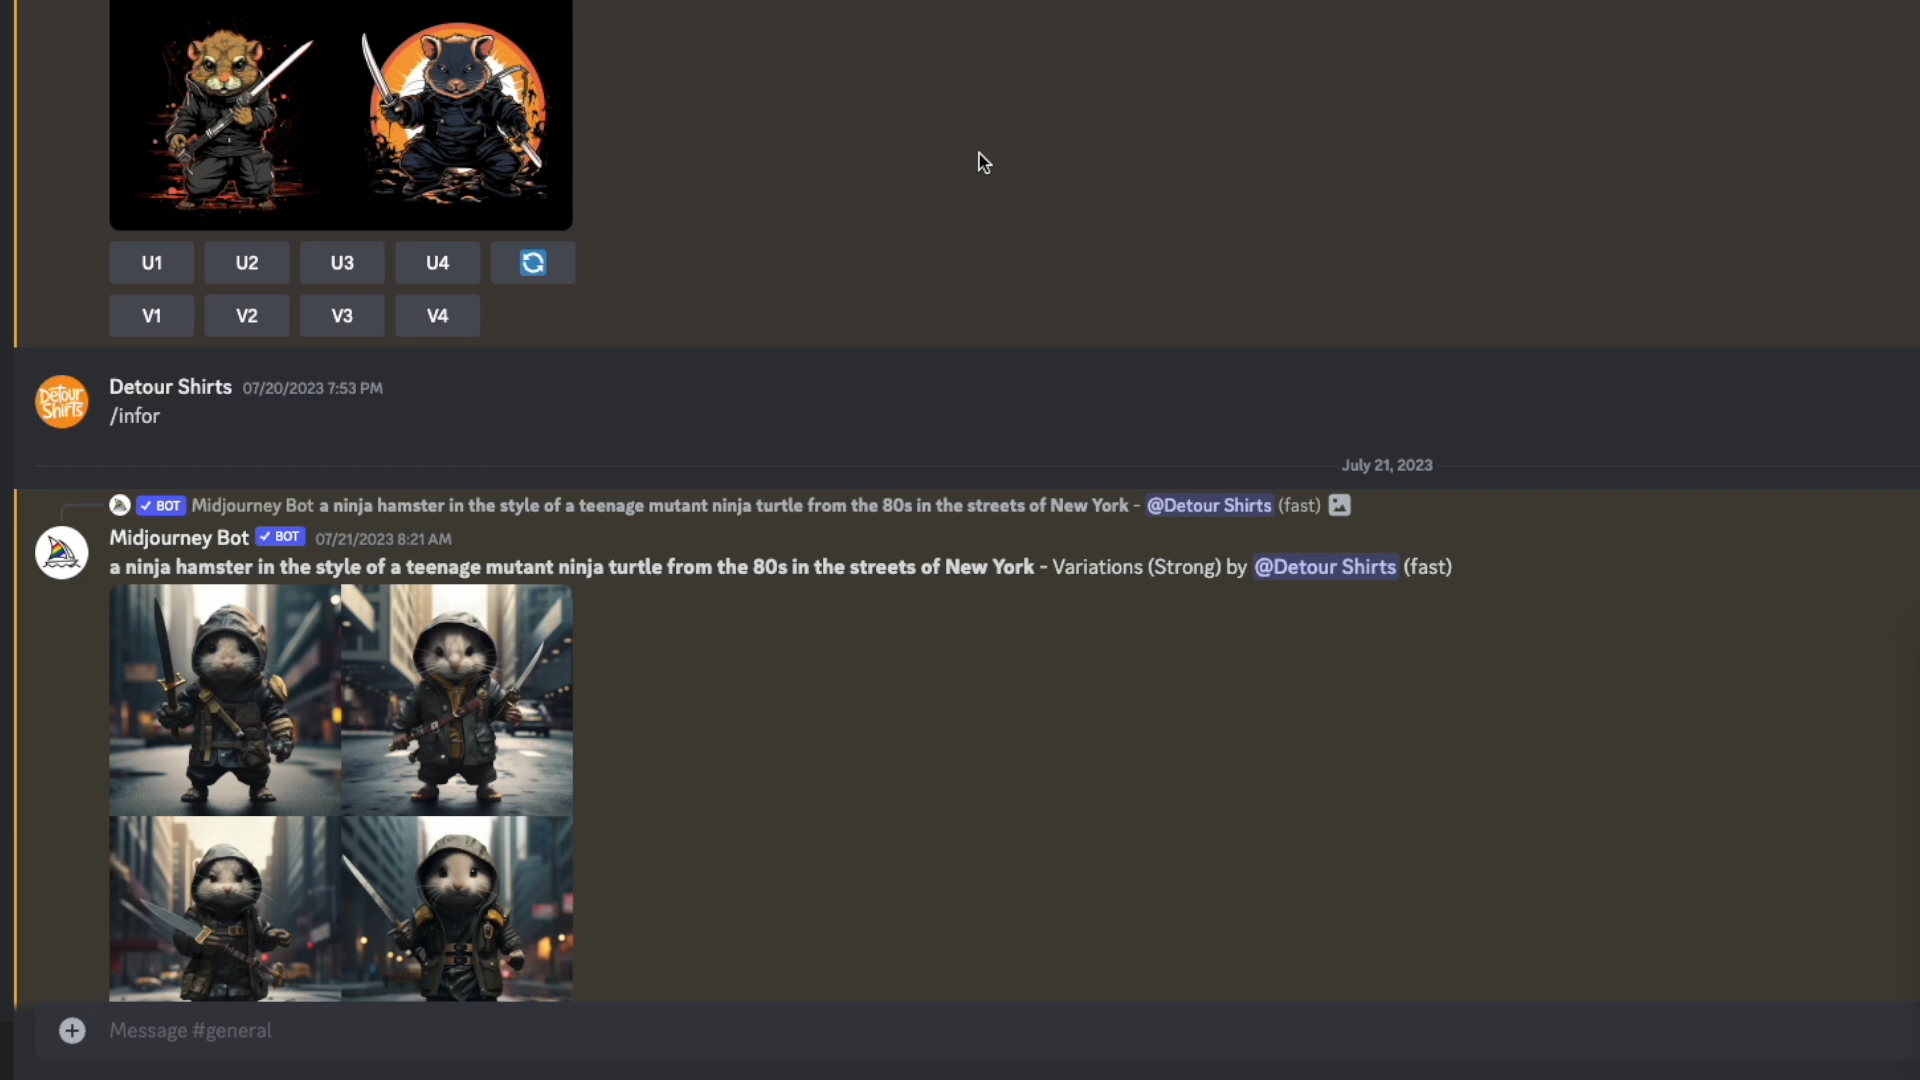 U1 U2 U3 U4
V1 V2 V3 V4
Detour Shirts 07/20/2023 7:53 PM
Detour
Shirts
/infor
July 21, 2023
✓ BOT Midjourney Bot a ninja hamster in the style of a teenage mutant ninja turtle from the 80s in the streets of New York - @Detour Shirts (fast)
Midjourney Bot ✓ BOT 07/21/2023 8:21 AM
a ninja hamster in the style of a teenage mutant ninja turtle from the 80s in the streets of New York - Variations (Strong) by @Detour Shirts (fast)
Message #general